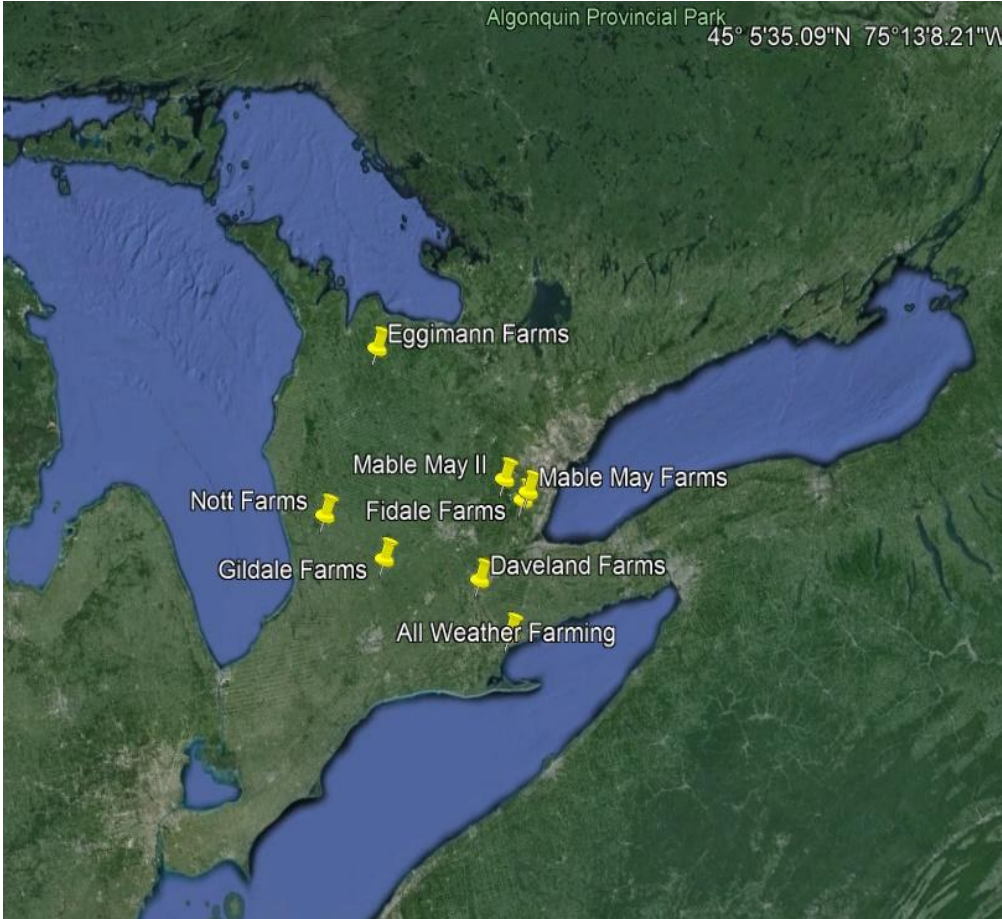 Algonquin Provincial Park
45° 5'35.09"N 75°13'8.21"W
Eggimann Farms
Mable May II
Mable May Farms
Nott Farms
Fidale Farms
Gildale Farms
Daveland Farms
All Weather Farming